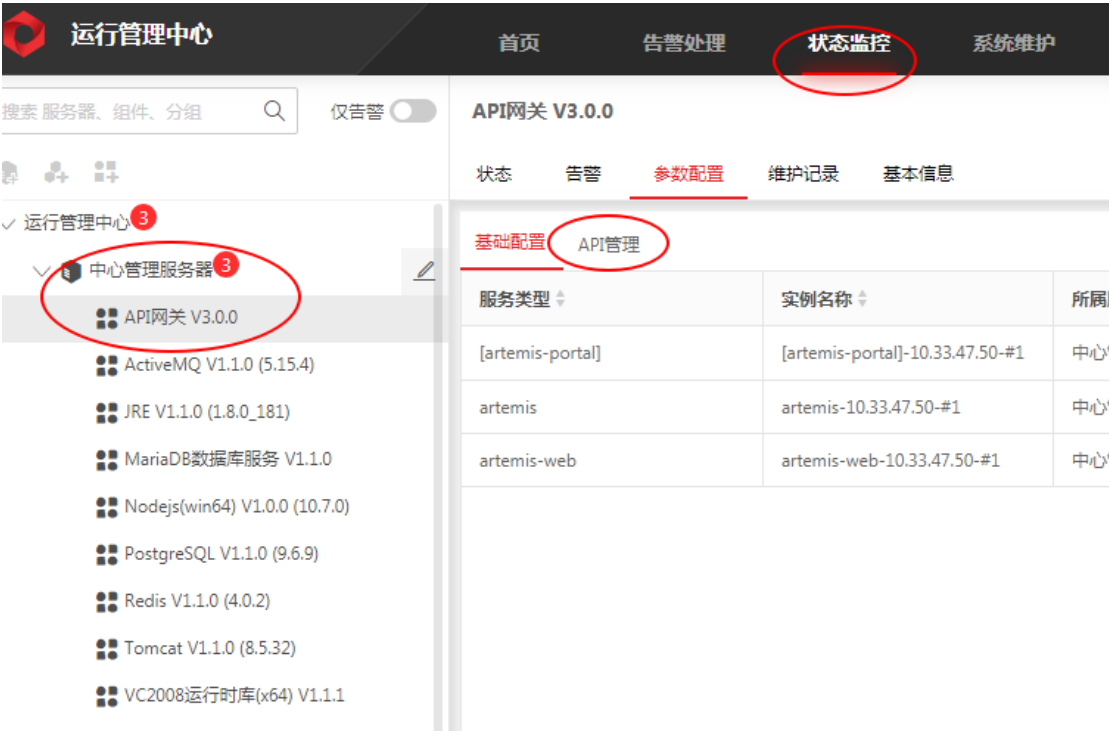 运行管理中心
首页 告警处理 状态监控 系统维护
搜索 服务器、组件、分组 仅告警
API网关 V3.0.0
状态 告警 参数配置 维护记录 基本信息
运行管理中心 3
中心管理服务器 3
API网关 V3.0.0
ActiveMQ V1.1.0 (5.15.4)
JRE V1.1.0 (1.8.0_181)
MariaDB数据库服务 V1.1.0
Nodejs(win64) V1.0.0 (10.7.0)
PostgreSQL V1.1.0 (9.6.9)
Redis V1.1.0 (4.0.2)
Tomcat V1.1.0 (8.5.32)
VC2008运行时库(x64) V1.1.1
基础配置 API管理
服务类型 实例名称 所属
[artemis-portal] [artemis-portal]-10.33.47.50-#1 中心
artemis artemis-10.33.47.50-#1 中心
artemis-web artemis-web-10.33.47.50-#1 中心